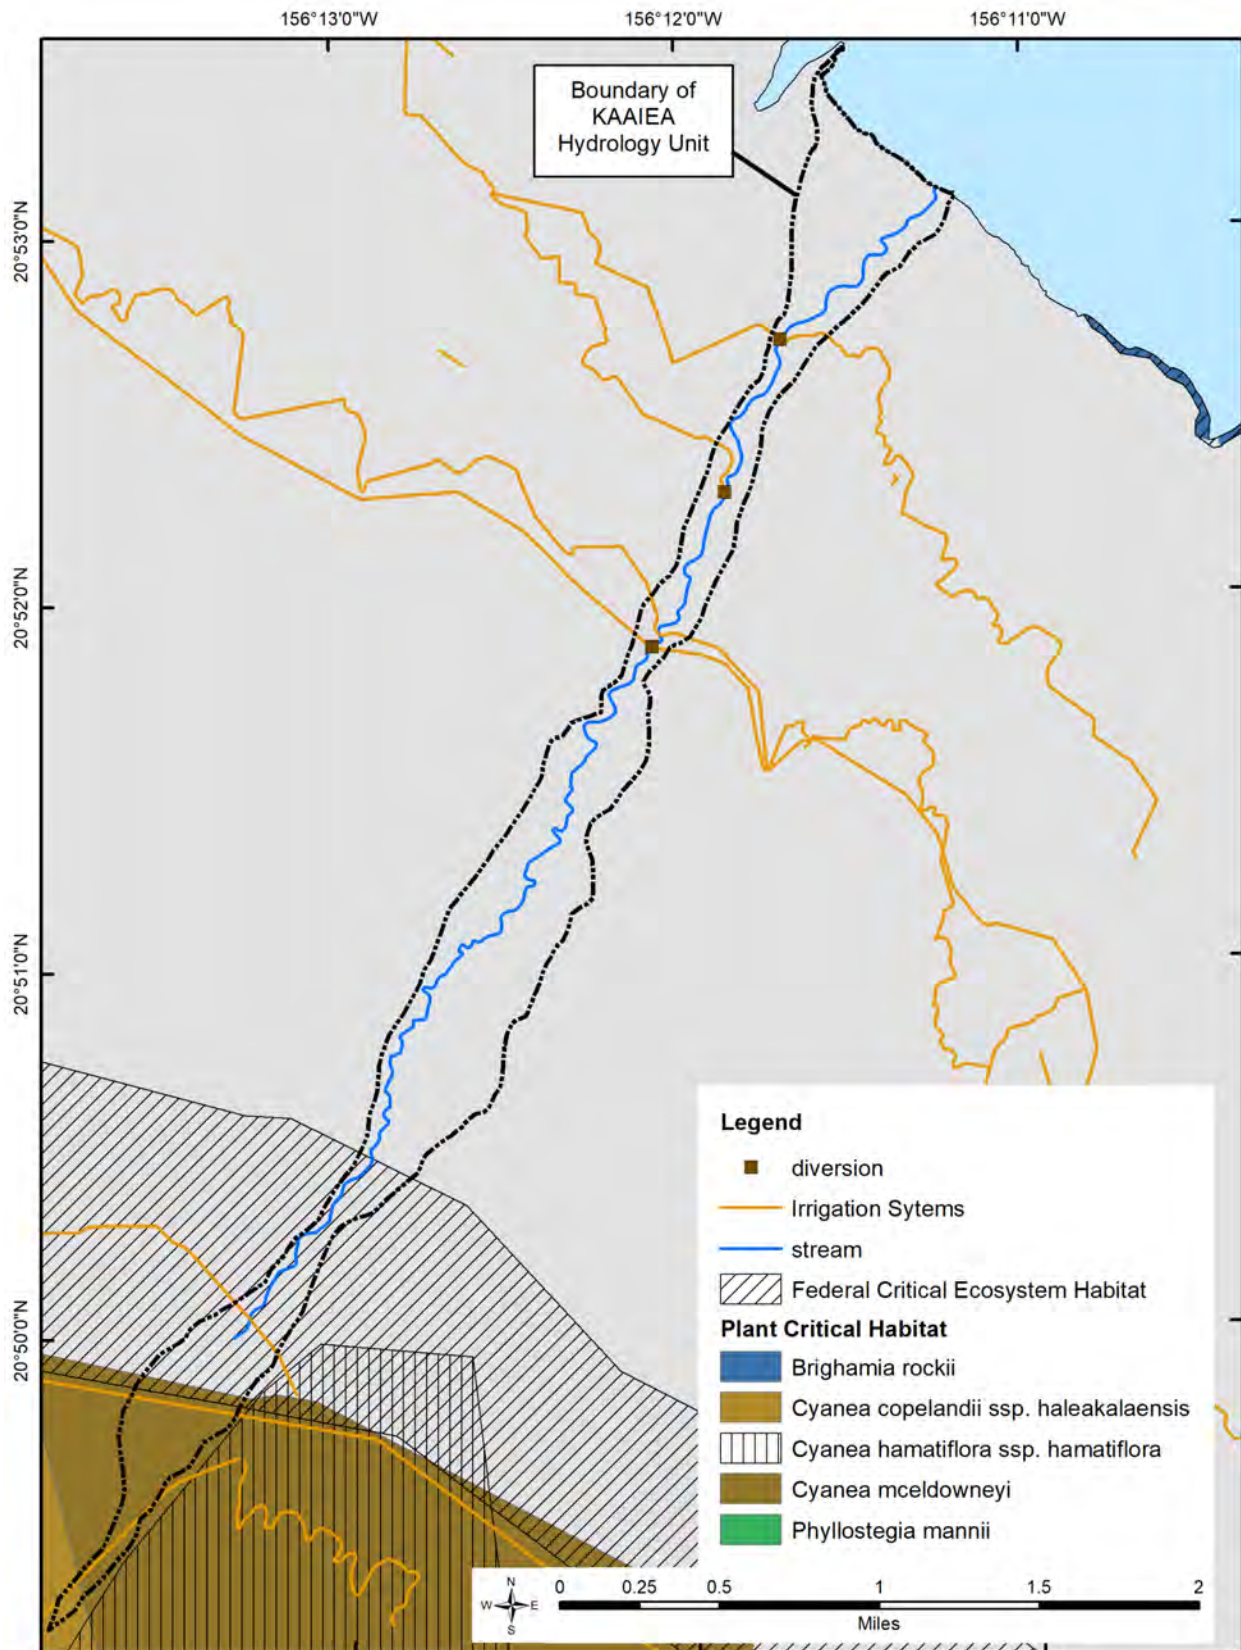 156°13'0"W
156°12'0"W
156°11'0"W
Boundary of
KAAIEA
Hydrology Unit
20°53'0"N
20°52'0"N
20°51'0"N
20°50'0"N
Legend
diversion
Irrigation Sytems
stream
Federal Critical Ecosystem Habitat
Plant Critical Habitat
Brighamia rockii
Cyanea copelandii ssp. haleakalaensis
Cyanea hamatiflora ssp. hamatiflora
Cyanea mceldowneyi
Phyllostegia mannii
N
W E
S
0 0.25 0.5 1 1.5 2
Miles